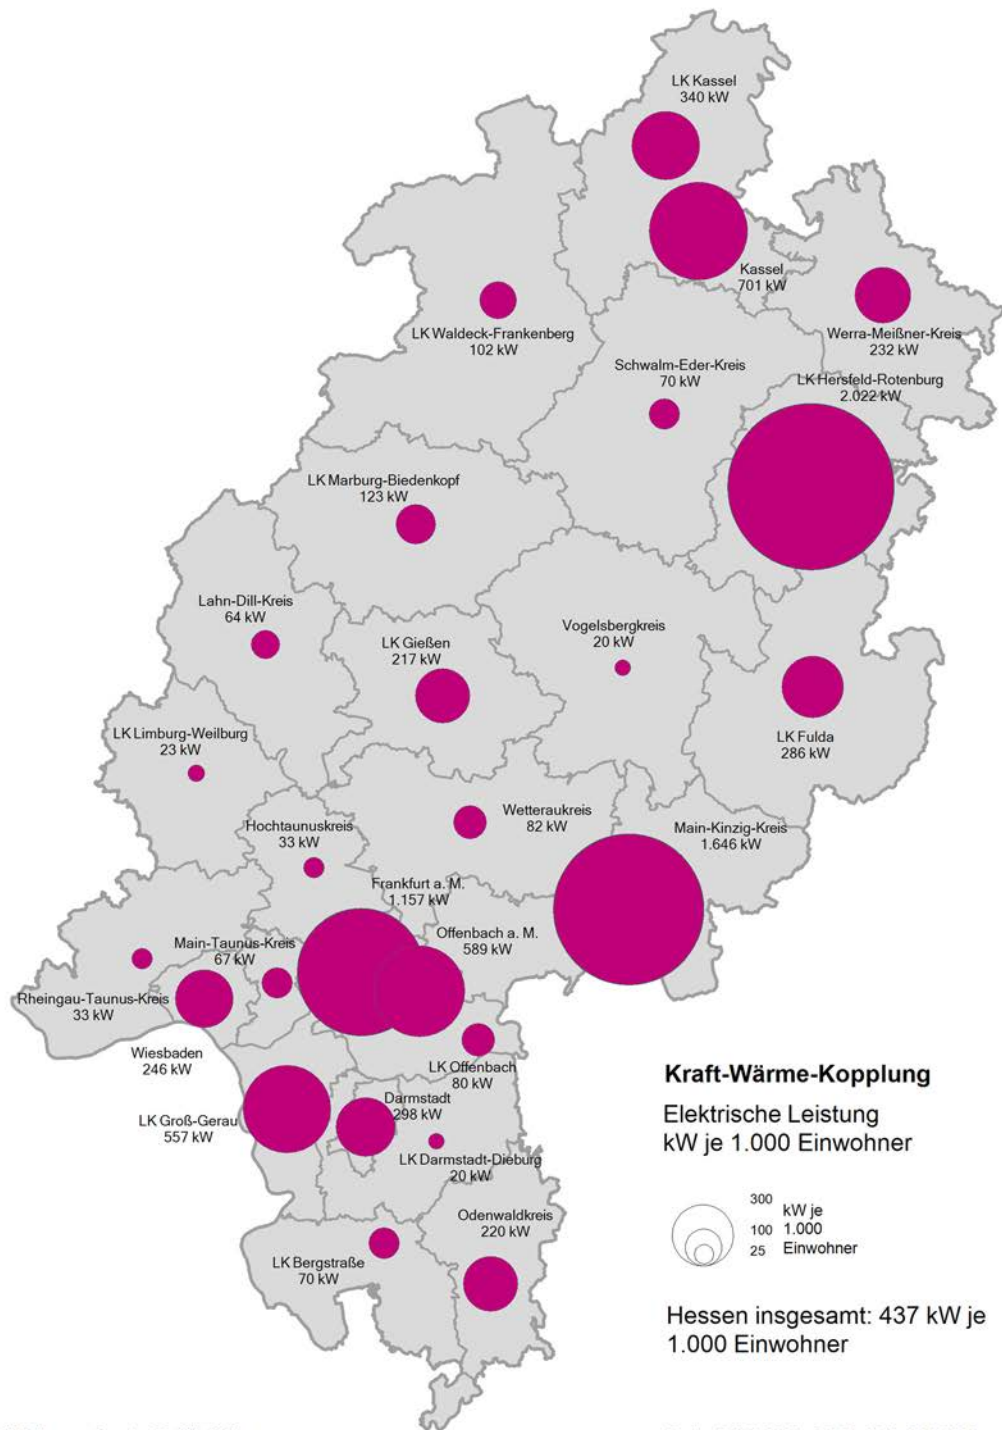 LK Kassel
340 kW
Kassel
701 kW
LK Waldeck-Frankenberg
102 kW
Werra-Meißner-Kreis
232 kW
Schwalm-Eder-Kreis
70 kW
LK Hersfeld-Rotenburg
2.022 kW
LK Marburg-Biedenkopf
123 kW
Lahn-Dill-Kreis
64 kW
LK Gießen
217 kW
Vogelsbergkreis
20 kW
LK Fulda
286 kW
LK Limburg-Weilburg
23 kW
Wetteraukreis
82 kW
Main-Kinzig-Kreis
1.646 kW
Hochtaunuskreis
33 kW
Frankfurt a. M.
1.157 kW
Offenbach a. M.
589 kW
Main-Taunus-Kreis
67 kW
Rheingau-Taunus-Kreis
33 kW
Wiesbaden
246 kW
LK Offenbach
80 kW
LK Groß-Gerau
557 kW
Darmstadt
298 kW
LK Darmstadt-Dieburg
20 kW
Odenwaldkreis
220 kW
LK Bergstraße
70 kW
Kraft-Wärme-Kopplung
Elektrische Leistung
kW je 1.000 Einwohner
300
100
25
kW je
1.000
Einwohner
Hessen insgesamt: 437 kW je
1.000 Einwohner